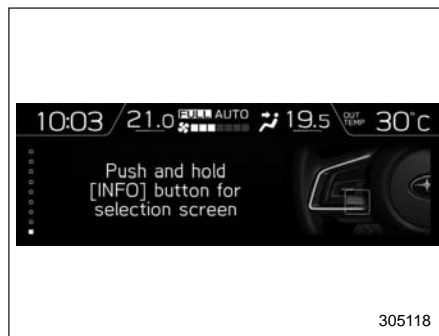 10:03 21.0 FULL AUTO 19.5 OUT TEMP 30°C
Push and hold
[INFO] button for
selection screen
305118